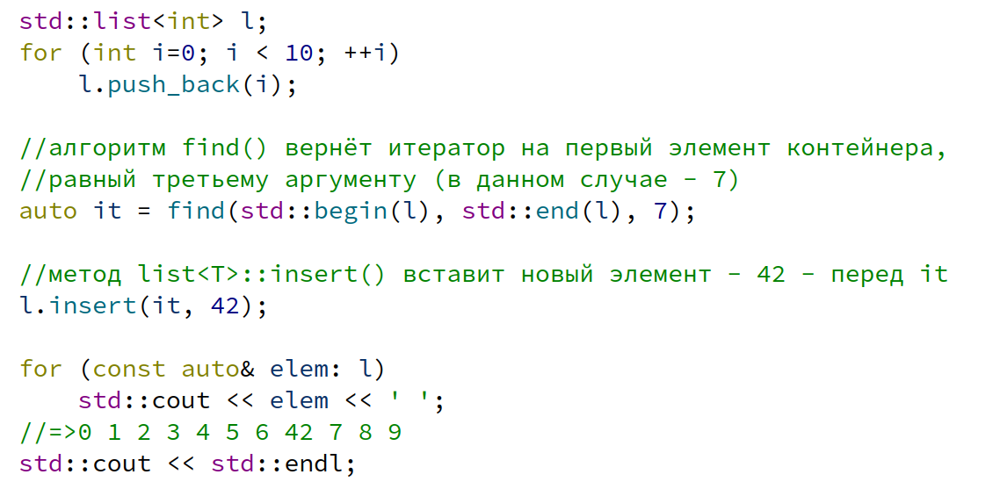 std::list<int> l;
for (int i=0; i < 10; ++i)
    l.push_back(i);

//алгоритм find() вернёт итератор на первый элемент контейнера,
//равный третьему аргументу (в данном случае - 7)
auto it = find(std::begin(l), std::end(l), 7);

//метод list<T>::insert() вставит новый элемент - 42 - перед it
l.insert(it, 42);

for (const auto& elem: l)
    std::cout << elem << ' ';
//=>0 1 2 3 4 5 6 42 7 8 9
std::cout << std::endl;